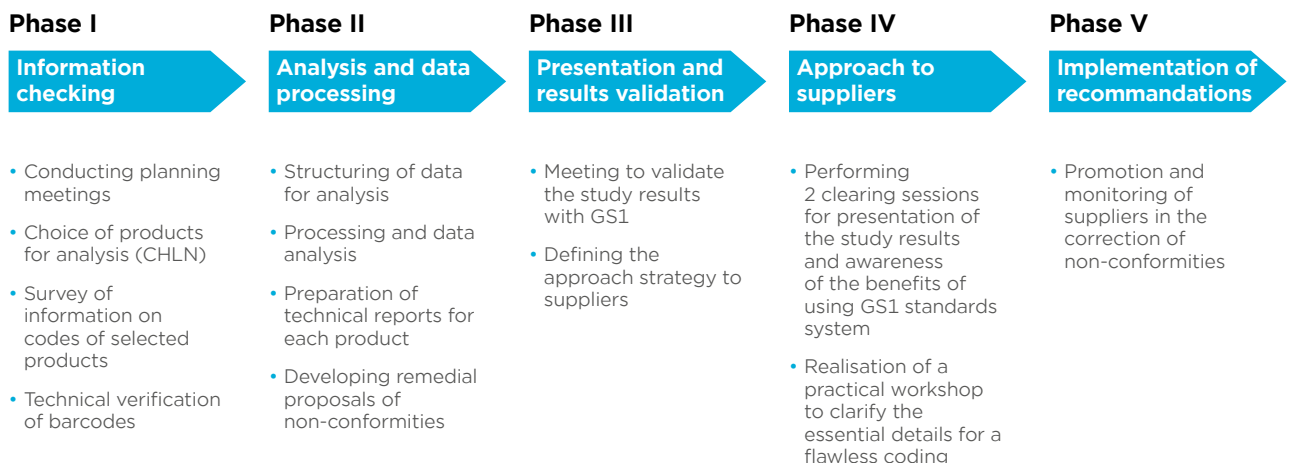 Phase I
Information
checking
• Conducting planning
meetings
• Choice of products
for analysis (CHLN)
• Survey of
information on
codes of selected
products
• Technical verification
of barcodes
Phase II
Analysis and data
processing
• Structuring of data
for analysis
• Processing and data
analysis
• Preparation of
technical reports for
each product
• Developing remedial
proposals of
non-conformities
Phase III
Presentation and
results validation
• Meeting to validate
the study results
with GS1
• Defining the
approach strategy to
suppliers
Phase IV
Approach to
suppliers
• Performing
2 clearing sessions
for presentation of
the study results
and awareness
of the benefits of
using GS1 standards
system
• Realisation of a
practical workshop
to clarify the
essential details for a
flawless coding
Phase V
Implementation of
recommandations
• Promotion and
monitoring of
suppliers in the
correction of
non-conformities